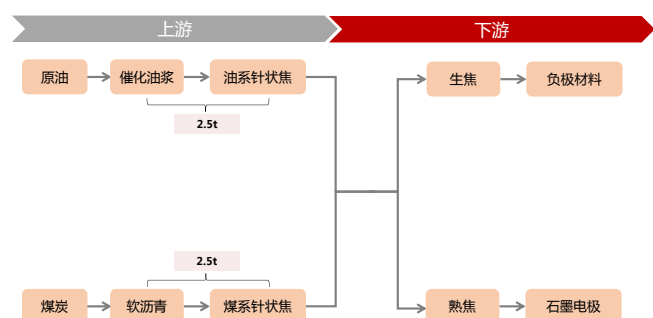 上游
下游
原油
催化油浆
油系针状焦
生焦
负极材料
2.5t
2.5t
煤炭
软沥青
煤系针状焦
熟焦
石墨电极